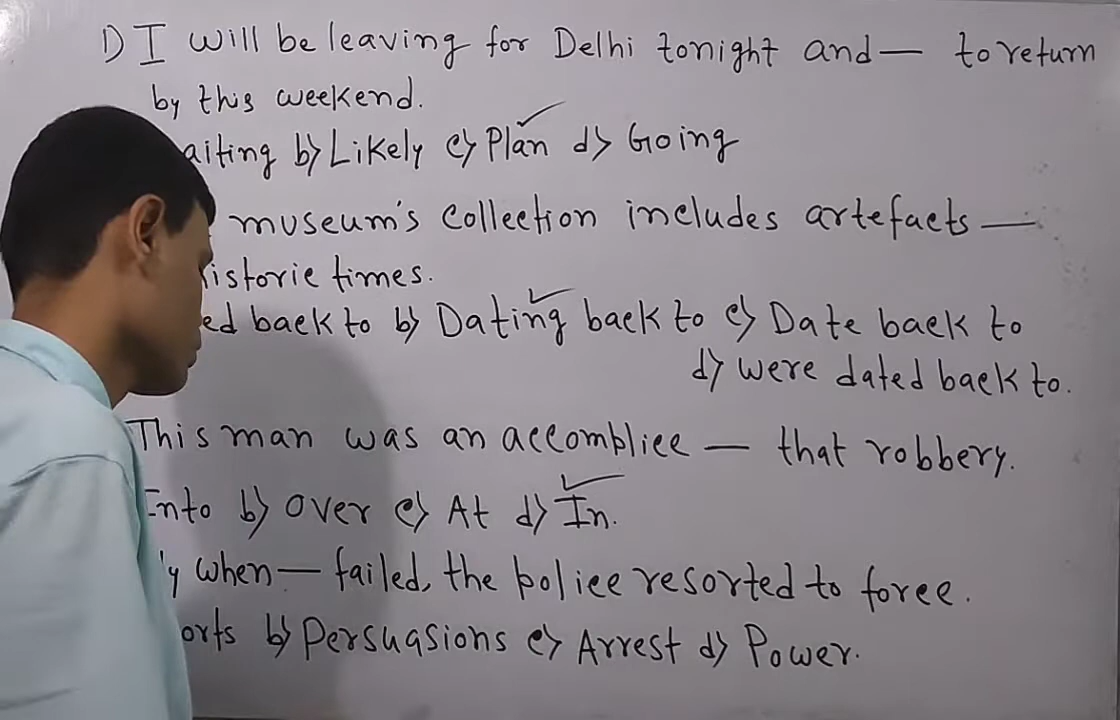 1) I will be leaving for Delhi tonight and — to return
by this weekend.
aiting b) Likely c) Plan d) Going
museum's collection includes artefacts —
istoric times.
ed back to b) Dating back to c) Date back to
d) were dated back to.
This man was an accomplice — that robbery.
Into b) Over c) At d) In.
y when — failed, the police resorted to force.
orts b) Persuasions c) Arrest d) Power.